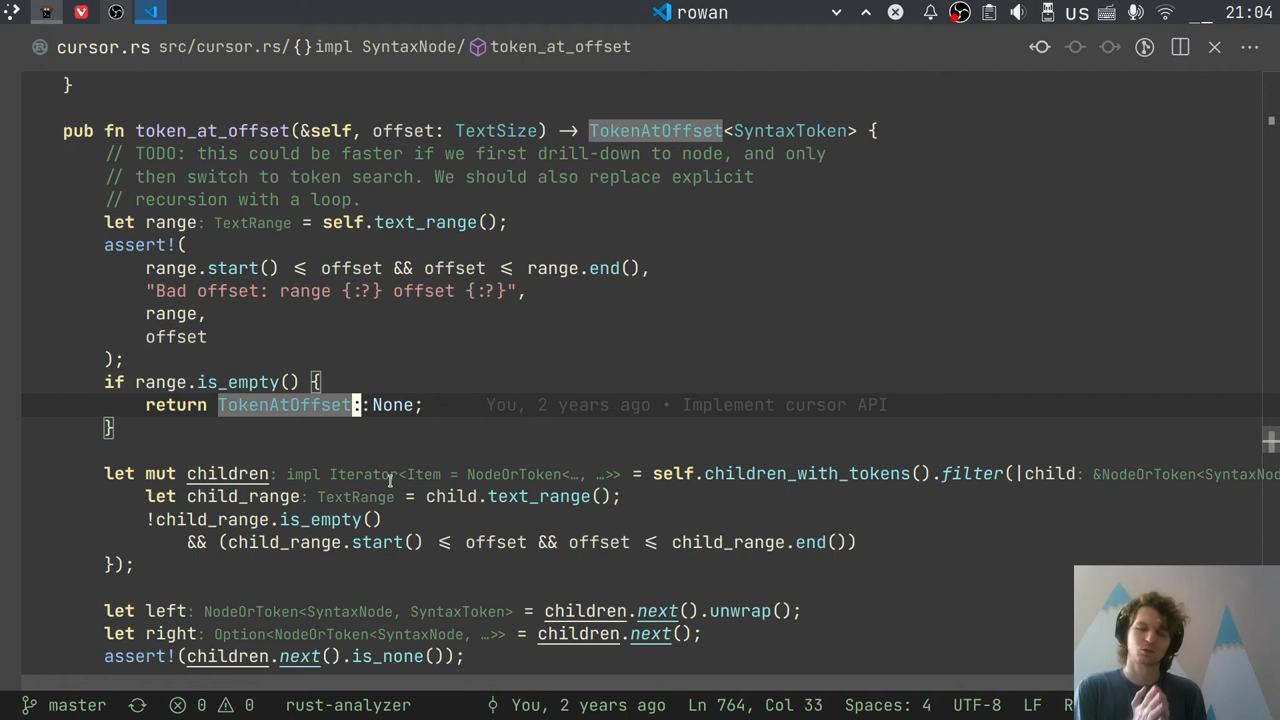 rowan
US
21:04
cursor.rs src/cursor.rs/{}impl SyntaxNode/token_at_offset
}
pub fn token_at_offset(&self, offset: TextSize) → TokenAtOffset<SyntaxToken> {
// TODO: this could be faster if we first drill-down to node, and only
// then switch to token search. We should also replace explicit
// recursion with a loop.
let range: TextRange = self.text_range();
assert!(
range.start() ⩽ offset && offset ⩽ range.end(),
"Bad offset: range {:?} offset {:?}",
range,
offset
);
if range.is_empty() {
return TokenAtOffset::None; You, 2 years ago • Implement cursor API
}
let mut children: impl Iterator<Item = NodeOrToken<…, …>> = self.children_with_tokens().filter(|child: &NodeOrToken<SyntaxNod
let child_range: TextRange = child.text_range();
!child_range.is_empty()
&& (child_range.start() ⩽ offset && offset ⩽ child_range.end())
});
let left: NodeOrToken<SyntaxNode, SyntaxToken> = children.next().unwrap();
let right: Option<NodeOrToken<SyntaxNode, …>> = children.next();
assert!(children.next().is_none());
master 0 0 rust-analyzer You, 2 years ago Ln 764, Col 33 Spaces: 4 UTF-8 LF